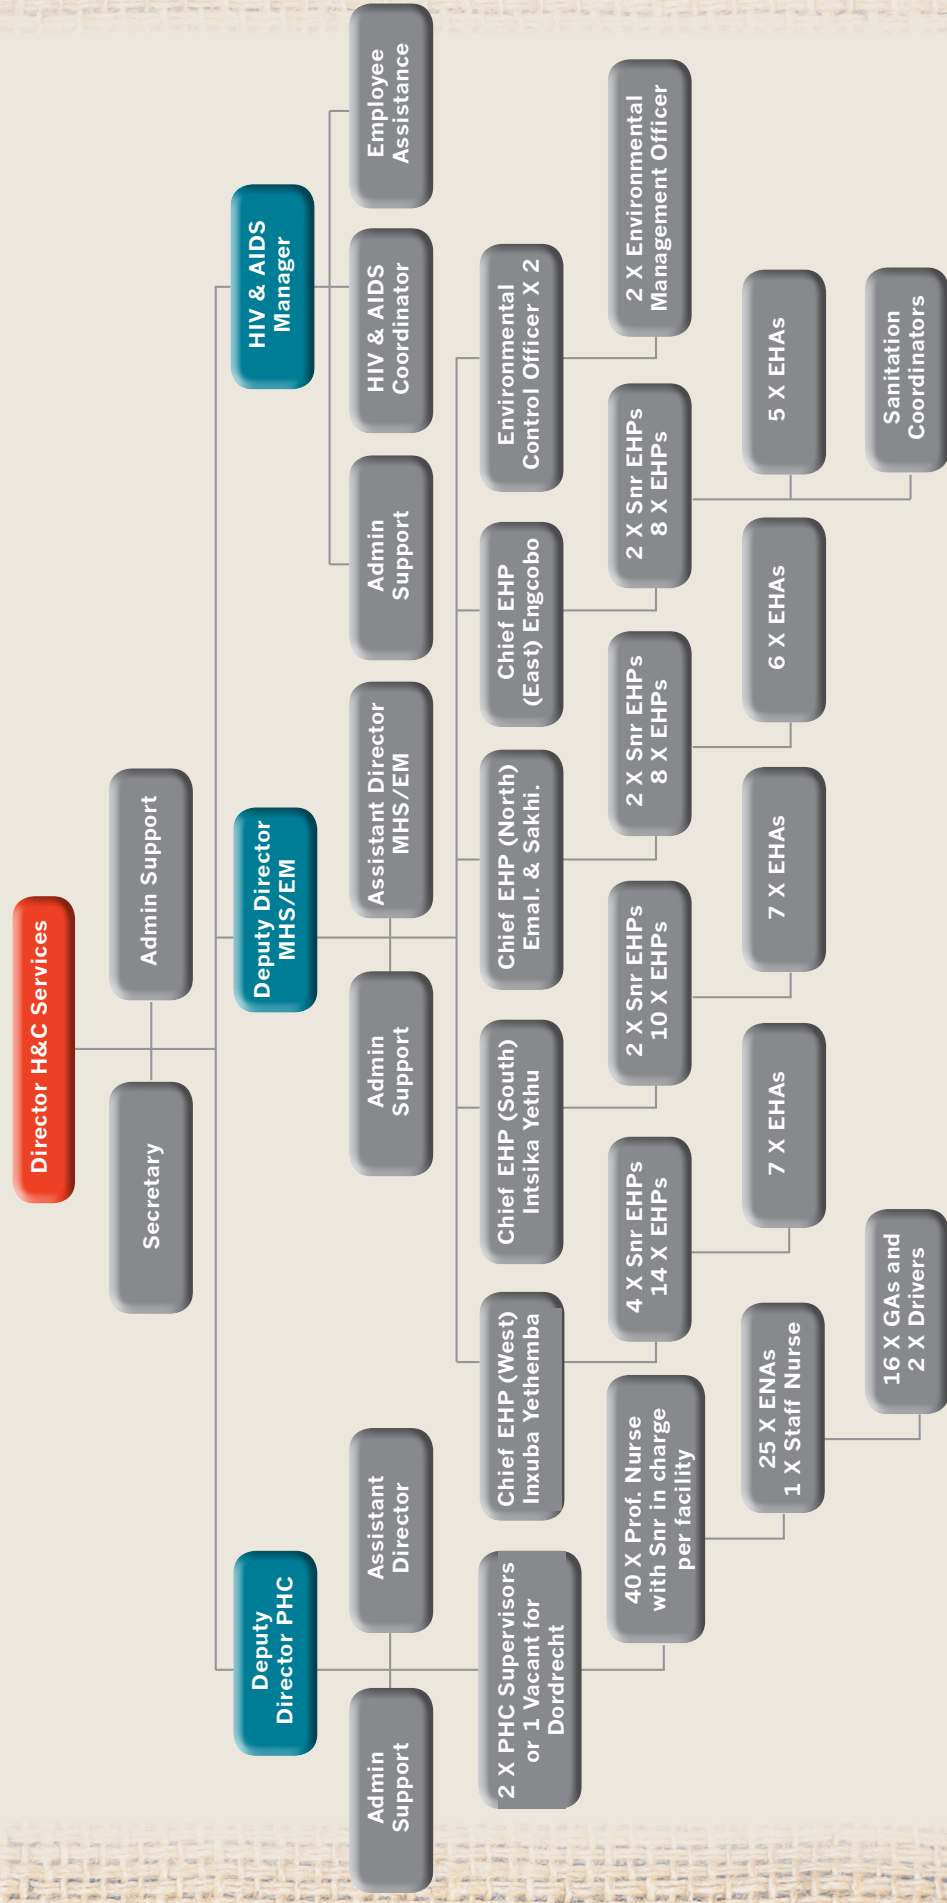 Director H&C Services
Secretary
Admin Support
Deputy
Director PHC
Deputy Director
MHS/EM
HIV & AIDS
Manager
Admin
Support
Assistant
Director
Admin
Support
Assistant Director
MHS/EM
Admin
Support
HIV & AIDS
Coordinator
Employee
Assistance
2 X PHC Supervisors
or 1 Vacant for
Dordrecht
Chief EHP (West)
Inxuba Yethemba
Chief EHP (South)
Intsika Yethu
Chief EHP (North)
Emal. & Sakhi.
Chief EHP
(East) Engcobo
Environmental
Control Officer X 2
40 X Prof. Nurse
with Snr in charge
per facility
4 X Snr EHPs
14 X EHPs
2 X Snr EHPs
10 X EHPs
2 X Snr EHPs
8 X EHPs
2 X Snr EHPs
8 X EHPs
2 X Environmental
Management Officer
25 X ENAs
1 X Staff Nurse
7 X EHAs
7 X EHAs
6 X EHAs
5 X EHAs
16 X GAs and
2 X Drivers
Sanitation
Coordinators